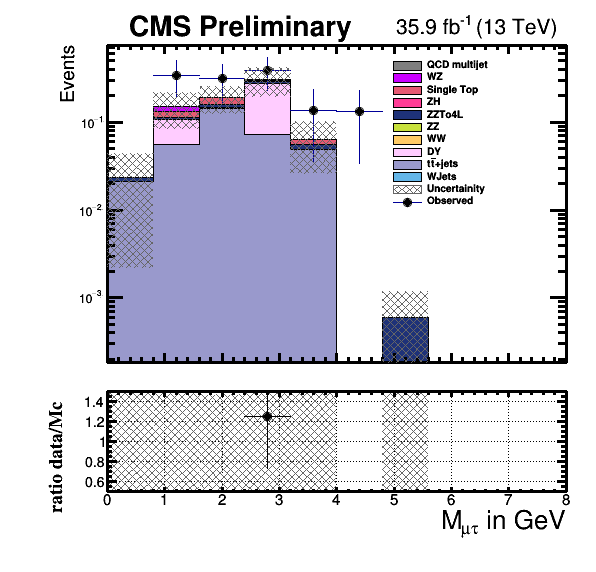 CMS Preliminary 35.9 fb⁻¹ (13 TeV)
Events
10⁻¹
10⁻²
10⁻³
QCD multijet
WZ
Single Top
ZH
ZZTo4L
ZZ
WW
DY
tt̄+jets
WJets
Uncertainity
Observed
ratio data/Mc
1.4
1.2
1
0.8
0.6
0 1 2 3 4 5 6 7 8
M_μτ in GeV